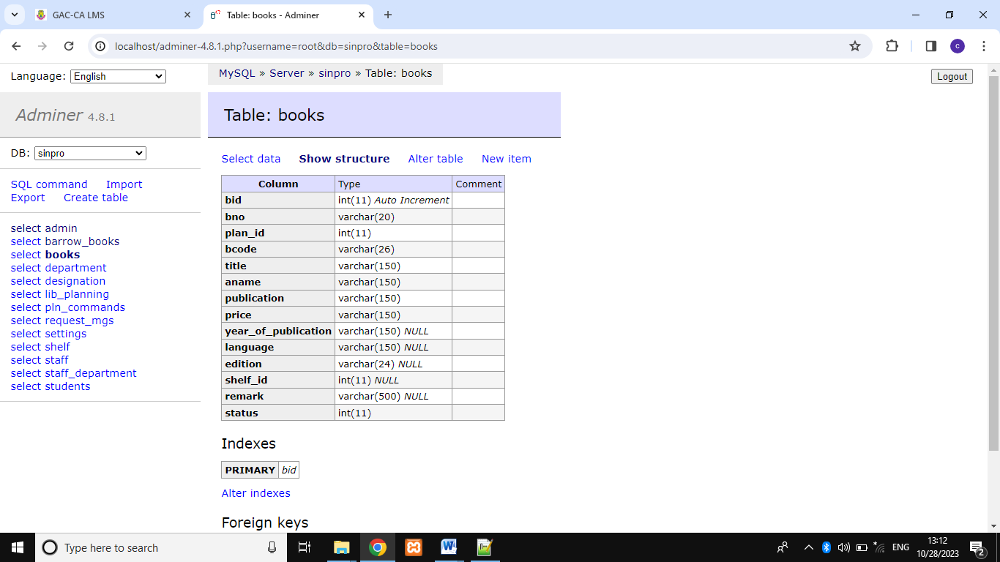 GAC-CA LMS
Table: books - Adminer
localhost/adminer-4.8.1.php?username=root&db=sinpro&table=books
c
Language: English
MySQL » Server » sinpro » Table: books
Logout
Adminer 4.8.1
Table: books
DB: sinpro
Select data Show structure Alter table New item
SQL command Import
Export Create table
Column Type Comment
bid int(11) Auto Increment
bno varchar(20)
plan_id int(11)
bcode varchar(26)
title varchar(150)
aname varchar(150)
publication varchar(150)
price varchar(150)
year_of_publication varchar(150) NULL
language varchar(150) NULL
edition varchar(24) NULL
shelf_id int(11) NULL
remark varchar(500) NULL
status int(11)
select admin
select barrow_books
select books
select department
select designation
select lib_planning
select pln_commands
select request_mgs
select settings
select shelf
select staff
select staff_department
select students
Indexes
PRIMARY bid
Alter indexes
Foreign keys
Type here to search
ENG
13:12
10/28/2023
2